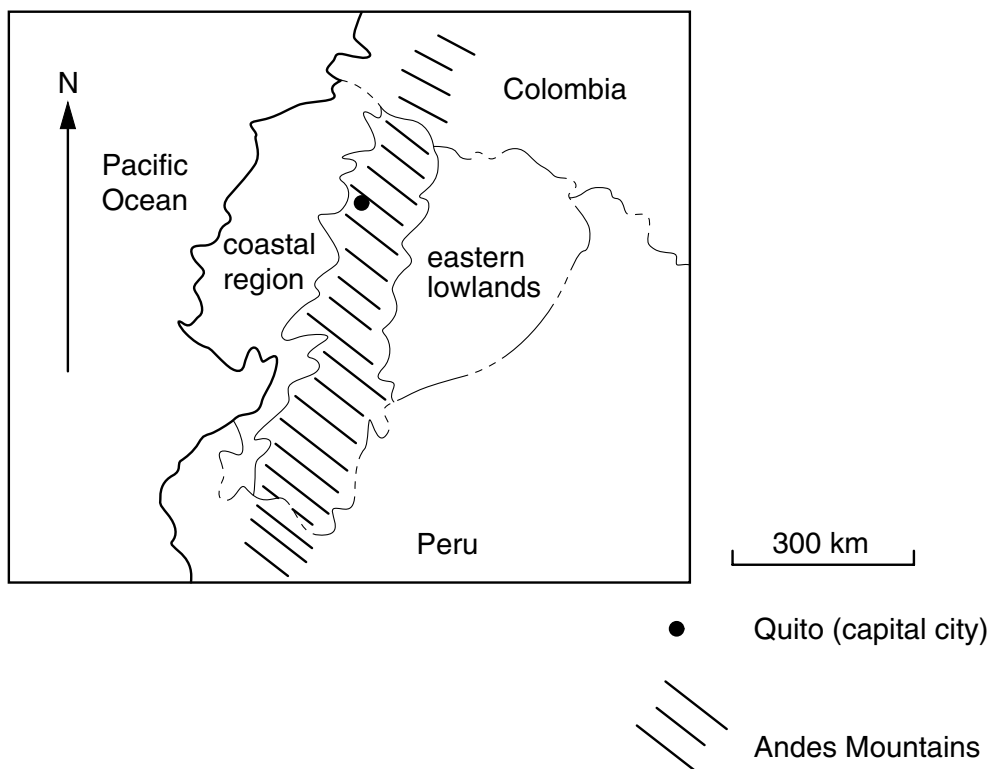 N
Colombia
Pacific
Ocean
coastal
region
eastern
lowlands
Peru
300 km
Quito (capital city)
Andes Mountains